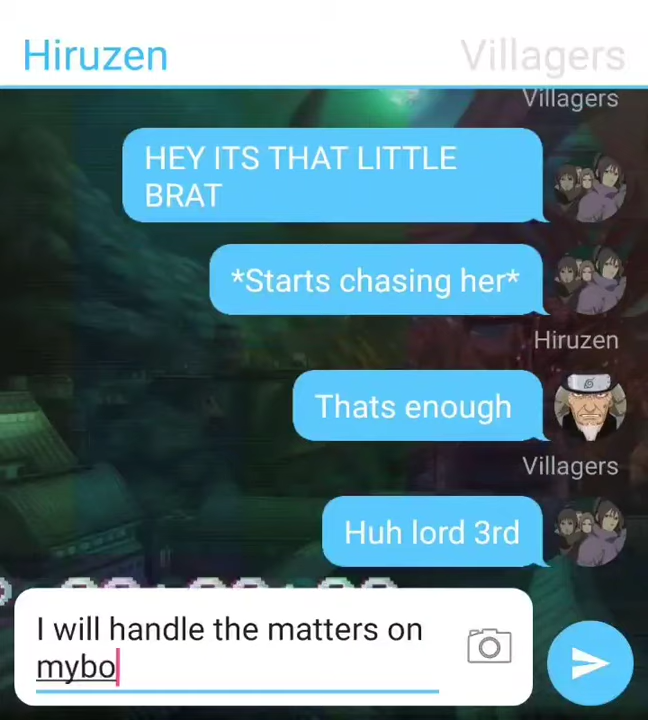 Hiruzen
Villagers
Villagers
HEY ITS THAT LITTLE
BRAT
*Starts chasing her*
Hiruzen
Thats enough
Villagers
Huh lord 3rd
I will handle the matters on
mybo